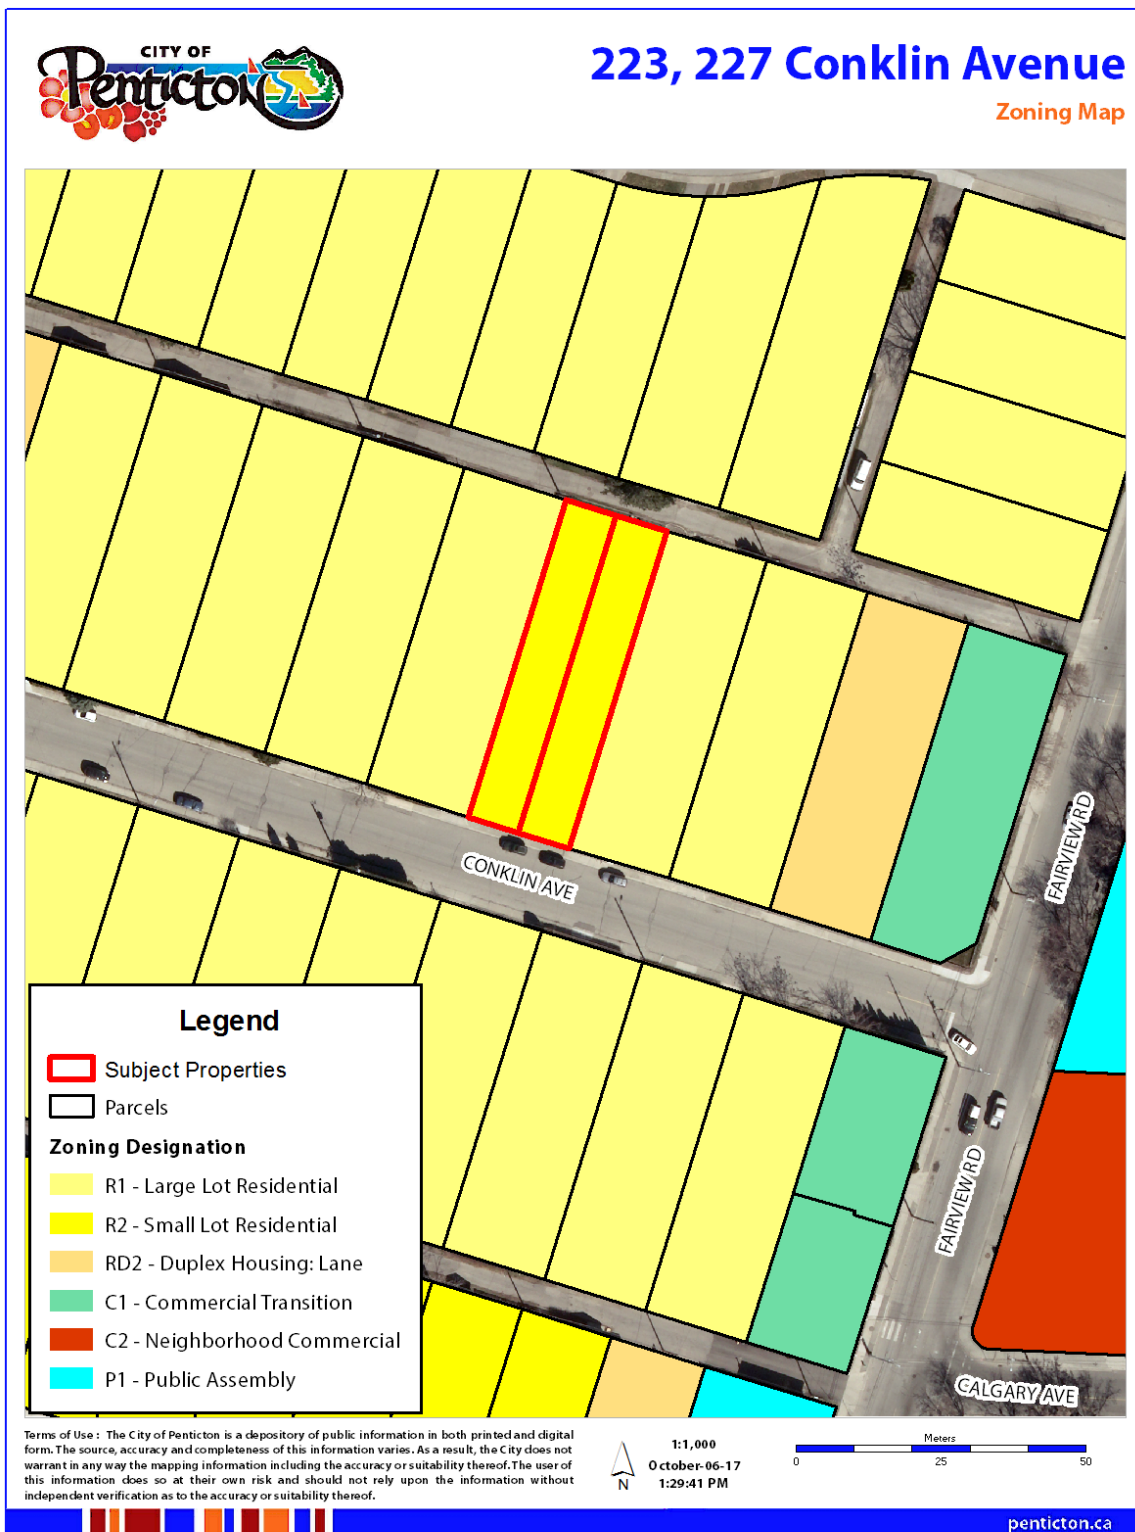 CITY OF
Penticton
223, 227 Conklin Avenue
Zoning Map
CONKLIN AVE
FAIRVIEW RD
FAIRVIEW RD
CALGARY AVE
Legend
Subject Properties
Parcels
Zoning Designation
R1 - Large Lot Residential
R2 - Small Lot Residential
RD2 - Duplex Housing: Lane
C1 - Commercial Transition
C2 - Neighborhood Commercial
P1 - Public Assembly
Terms of Use : The City of Penticton is a depository of public information in both printed and digital
form. The source, accuracy and completeness of this information varies. As a result, the City does not
warrant in any way the mapping information including the accuracy or suitability thereof. The user of
this information does so at their own risk and should not rely upon the information without
independent verification as to the accuracy or suitability thereof.
N
1:1,000
October-06-17
1:29:41 PM
Meters
0 25 50
penticton.ca